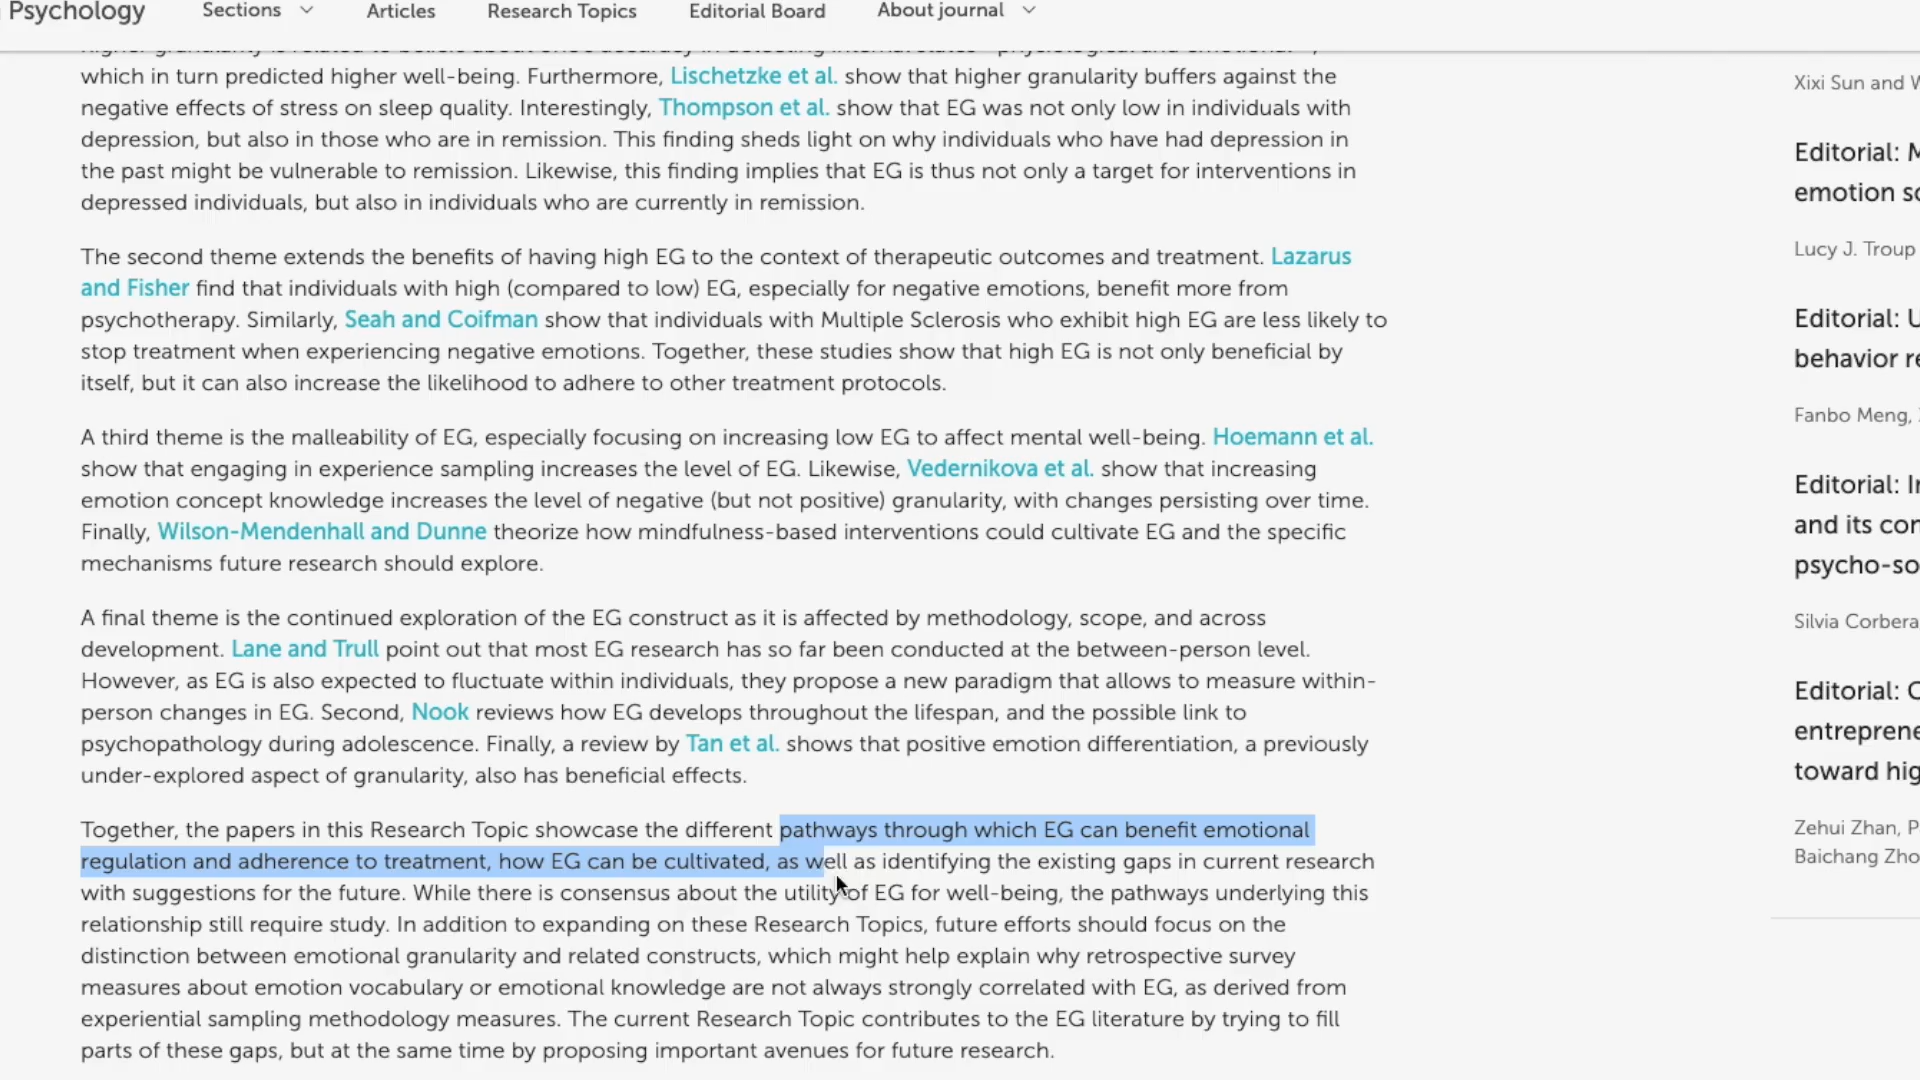 Psychology
Sections
Articles
Research Topics
Editorial Board
About journal
which in turn predicted higher well-being. Furthermore, Lischetzke et al. show that higher granularity buffers against the
negative effects of stress on sleep quality. Interestingly, Thompson et al. show that EG was not only low in individuals with
depression, but also in those who are in remission. This finding sheds light on why individuals who have had depression in
the past might be vulnerable to remission. Likewise, this finding implies that EG is thus not only a target for interventions in
depressed individuals, but also in individuals who are currently in remission.
The second theme extends the benefits of having high EG to the context of therapeutic outcomes and treatment. Lazarus
and Fisher find that individuals with high (compared to low) EG, especially for negative emotions, benefit more from
psychotherapy. Similarly, Seah and Coifman show that individuals with Multiple Sclerosis who exhibit high EG are less likely to
stop treatment when experiencing negative emotions. Together, these studies show that high EG is not only beneficial by
itself, but it can also increase the likelihood to adhere to other treatment protocols.
A third theme is the malleability of EG, especially focusing on increasing low EG to affect mental well-being. Hoemann et al.
show that engaging in experience sampling increases the level of EG. Likewise, Vedernikova et al. show that increasing
emotion concept knowledge increases the level of negative (but not positive) granularity, with changes persisting over time.
Finally, Wilson-Mendenhall and Dunne theorize how mindfulness-based interventions could cultivate EG and the specific
mechanisms future research should explore.
A final theme is the continued exploration of the EG construct as it is affected by methodology, scope, and across
development. Lane and Trull point out that most EG research has so far been conducted at the between-person level.
However, as EG is also expected to fluctuate within individuals, they propose a new paradigm that allows to measure within-
person changes in EG. Second, Nook reviews how EG develops throughout the lifespan, and the possible link to
psychopathology during adolescence. Finally, a review by Tan et al. shows that positive emotion differentiation, a previously
under-explored aspect of granularity, also has beneficial effects.
Together, the papers in this Research Topic showcase the different pathways through which EG can benefit emotional
regulation and adherence to treatment, how EG can be cultivated, as well as identifying the existing gaps in current research
with suggestions for the future. While there is consensus about the utility of EG for well-being, the pathways underlying this
relationship still require study. In addition to expanding on these Research Topics, future efforts should focus on the
distinction between emotional granularity and related constructs, which might help explain why retrospective survey
measures about emotion vocabulary or emotional knowledge are not always strongly correlated with EG, as derived from
experiential sampling methodology measures. The current Research Topic contributes to the EG literature by trying to fill
parts of these gaps, but at the same time by proposing important avenues for future research.
Xixi Sun and
Editorial:
emotion
Lucy J. Troup
Editorial:
behavior
Fanbo Meng,
Editorial:
and its
Silvia Corbera
Editorial:
toward
Zehui Zhan,
Baichang